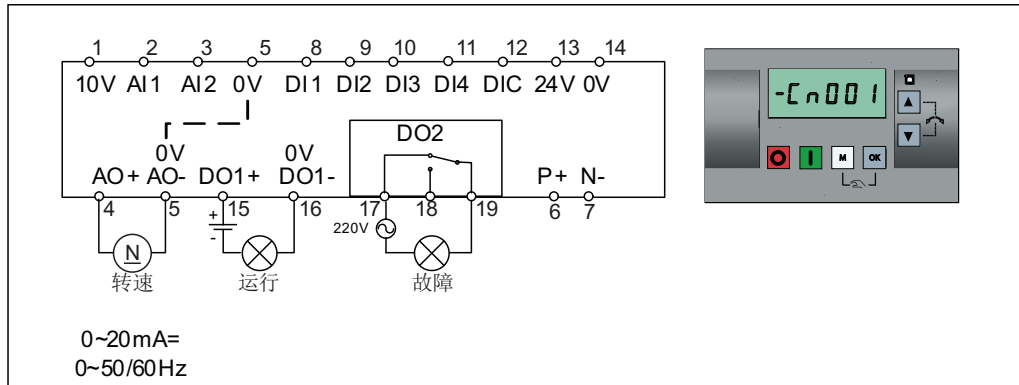 1 2 3 5 8 9 10 11 12 13 14
10V AI1 AI2 0V DI1 DI2 DI3 DI4 DIC 24V 0V
-Cn001
DO2
0V 0V
AO+ AO- DO1+ DO1- P+ N-
4 5 15 16 17 18 19 6 7
M OK
+
-
220V
N
转速 运行 故障
0~20mA=
0~50/60Hz